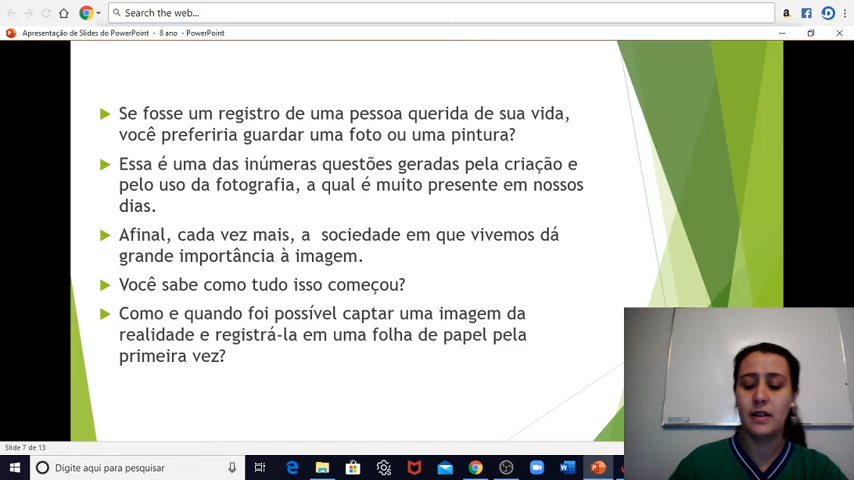 Search the web...
Apresentação de Slides do PowerPoint - 8 ano - PowerPoint
Se fosse um registro de uma pessoa querida de sua vida,
você preferiria guardar uma foto ou uma pintura?
Essa é uma das inúmeras questões geradas pela criação e
pelo uso da fotografia, a qual é muito presente em nossos
dias.
Afinal, cada vez mais, a sociedade em que vivemos dá
grande importância à imagem.
Você sabe como tudo isso começou?
Como e quando foi possível captar uma imagem da
realidade e registrá-la em uma folha de papel pela
primeira vez?
Slide 7 de 13
Digite aqui para pesquisar